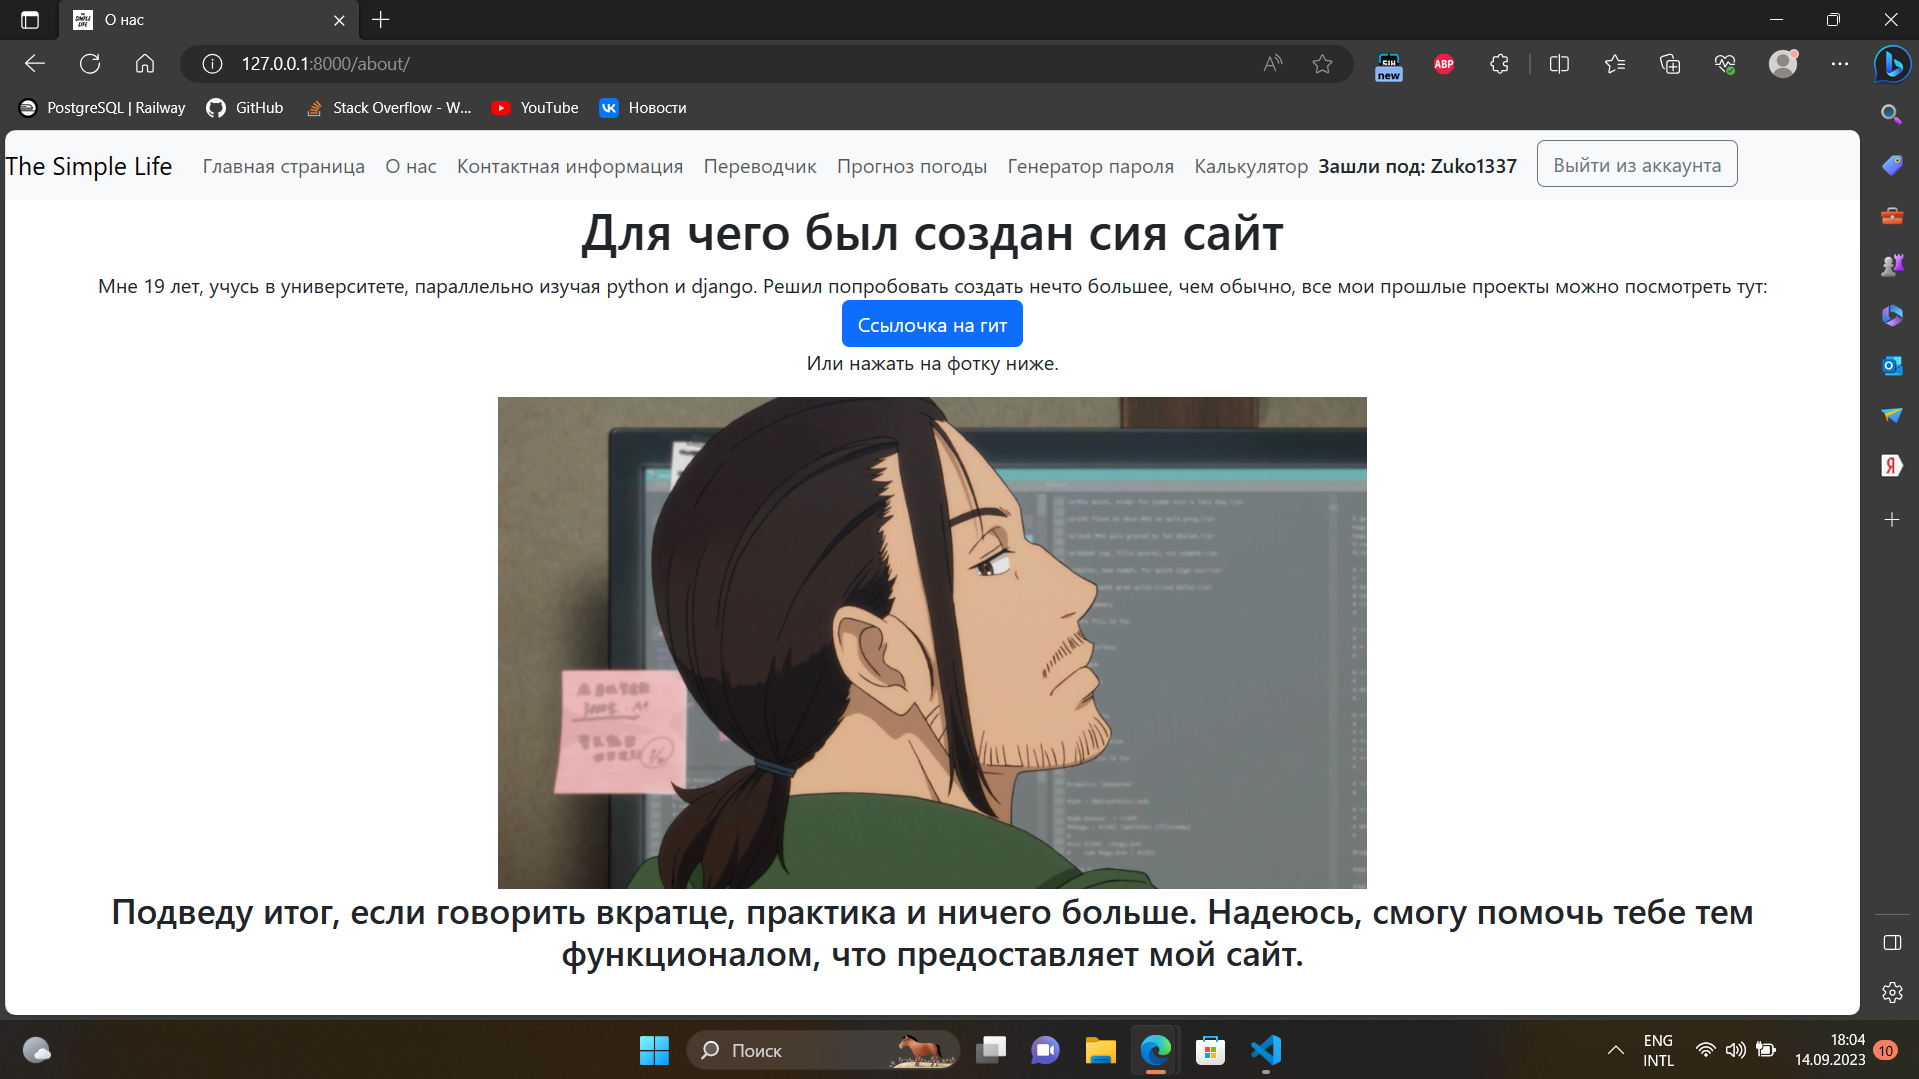 О нас
127.0.0.1:8000/about/
new
ABP
PostgreSQL | Railway
GitHub
Stack Overflow - W...
YouTube
Новости
The Simple Life
Главная страница
О нас
Контактная информация
Переводчик
Прогноз погоды
Генератор пароля
Калькулятор
Зашли под: Zuko1337
Выйти из аккаунта
Для чего был создан сия сайт
Мне 19 лет, учусь в университете, параллельно изучая python и django. Решил попробовать создать нечто большее, чем обычно, все мои прошлые проекты можно посмотреть тут:
Ссылочка на гит
Или нажать на фотку ниже.
Подведу итог, если говорить вкратце, практика и ничего больше. Надеюсь, смогу помочь тебе тем
функционалом, что предоставляет мой сайт.
Поиск
ENG
INTL
18:04
14.09.2023
10